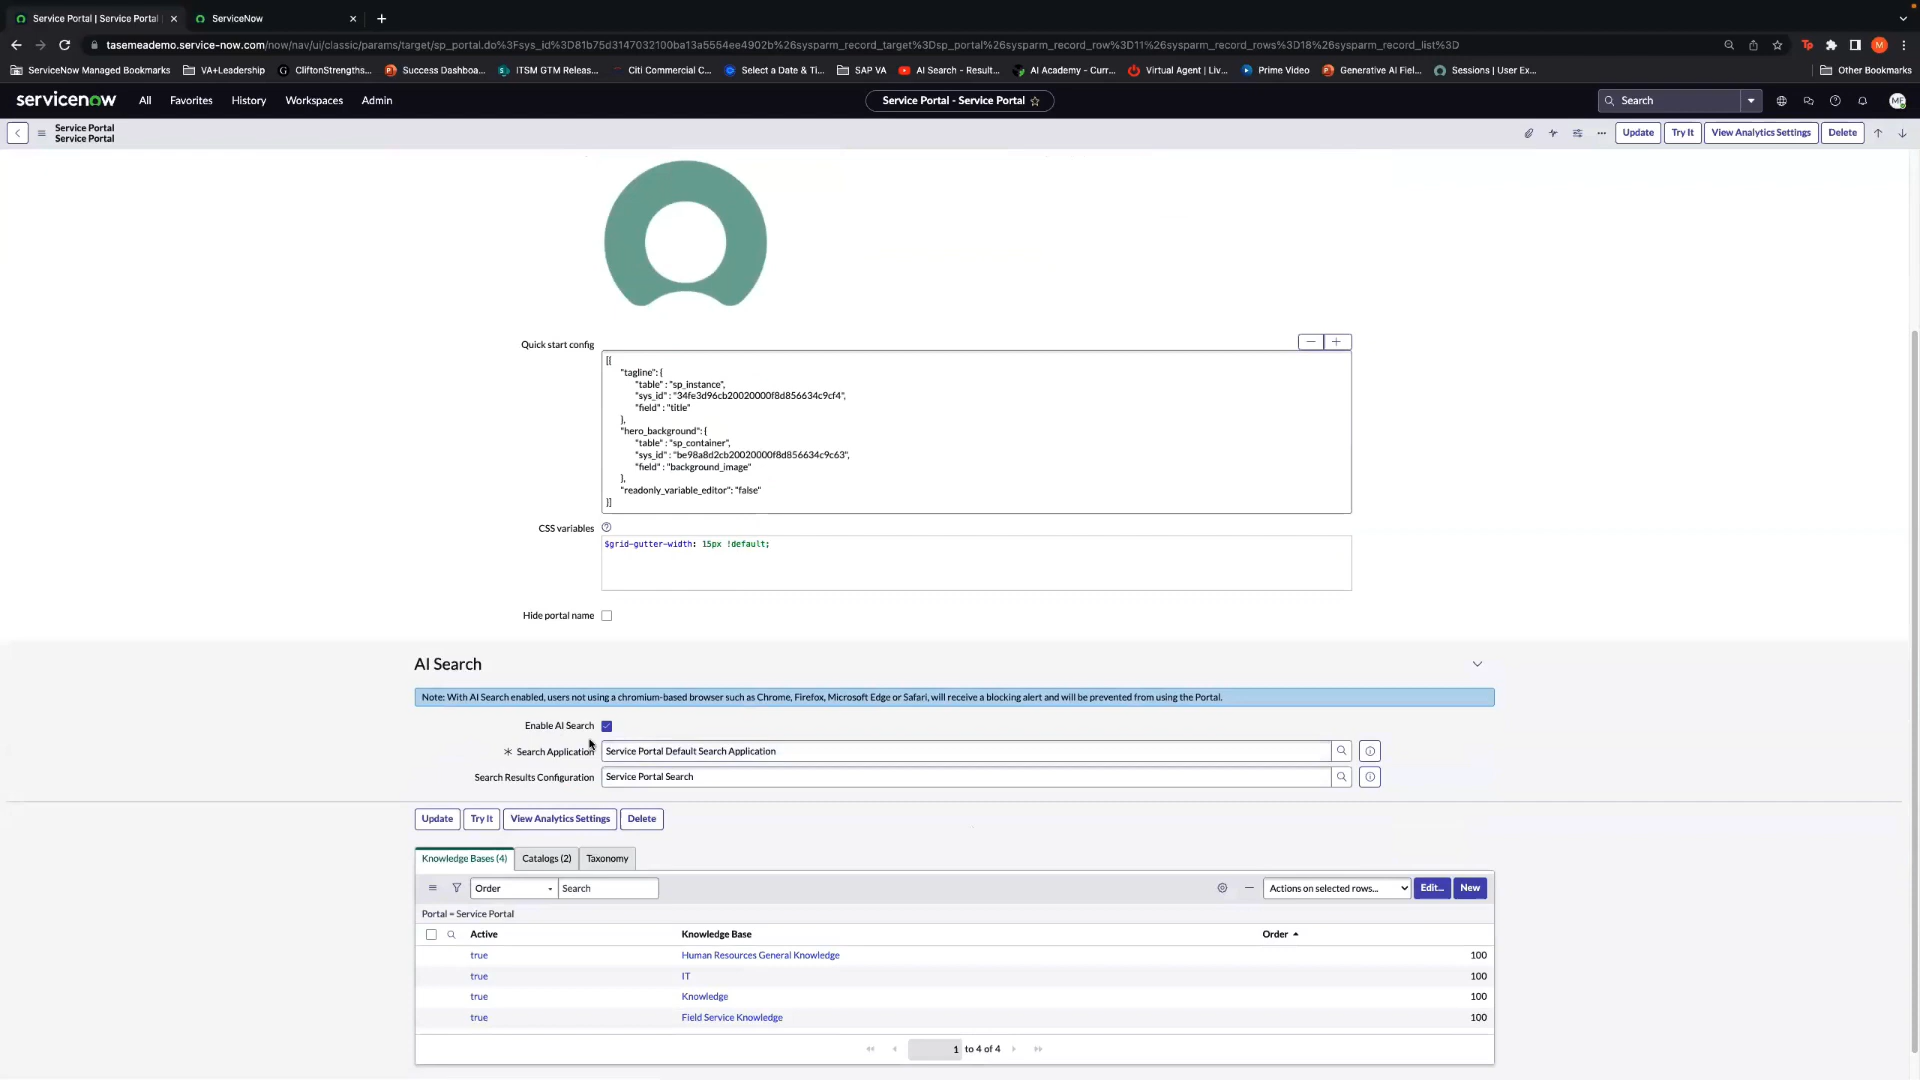 Service Portal | Service Portal
ServiceNow
tasemeademo.service-now.com/now/nav/ui/classic/params/target/sp_portal.do%3Fsys_id%3D81b75d3147032100ba13a5554ee4902b%26sysparm_record_target%3Dsp_portal%26sysparm_record_row%3D11%26sysparm_record_rows%3D18%26sysparm_record_list%3D
ServiceNow Managed Bookmarks VA+Leadership CliftonStrengths... Success Dashboa... ITSM GTM Releas... Citi Commercial C... Select a Date & Ti... SAP VA AI Search - Result... AI Academy - Curr... Virtual Agent | Liv... Prime Video Generative AI Fiel... Sessions | User Ex... Other Bookmarks
servicenow All Favorites History Workspaces Admin Service Portal - Service Portal Search MF
Service Portal
Service Portal
Update Try It View Analytics Settings Delete
Quick start config
[{
"tagline": {
"table" : "sp_instance",
"sys_id" : "34fe3d96cb20020000f8d856634c9cf4",
"field" : "title"
},
"hero_background": {
"table" : "sp_container",
"sys_id" : "be98a8d2cb20020000f8d856634c9c63",
"field" : "background_image"
},
"readonly_variable_editor": "false"
}]
CSS variables
$grid-gutter-width: 15px !default;
Hide portal name
AI Search
Note: With AI Search enabled, users not using a chromium-based browser such as Chrome, Firefox, Microsoft Edge or Safari, will receive a blocking alert and will be prevented from using the Portal.
Enable AI Search
Search Application Service Portal Default Search Application
Search Results Configuration Service Portal Search
Update Try It View Analytics Settings Delete
Knowledge Bases (4) Catalogs (2) Taxonomy
Order Search Actions on selected rows... Edit... New
Portal = Service Portal
Active Knowledge Base Order
true Human Resources General Knowledge 100
true IT 100
true Knowledge 100
true Field Service Knowledge 100
1 to 4 of 4